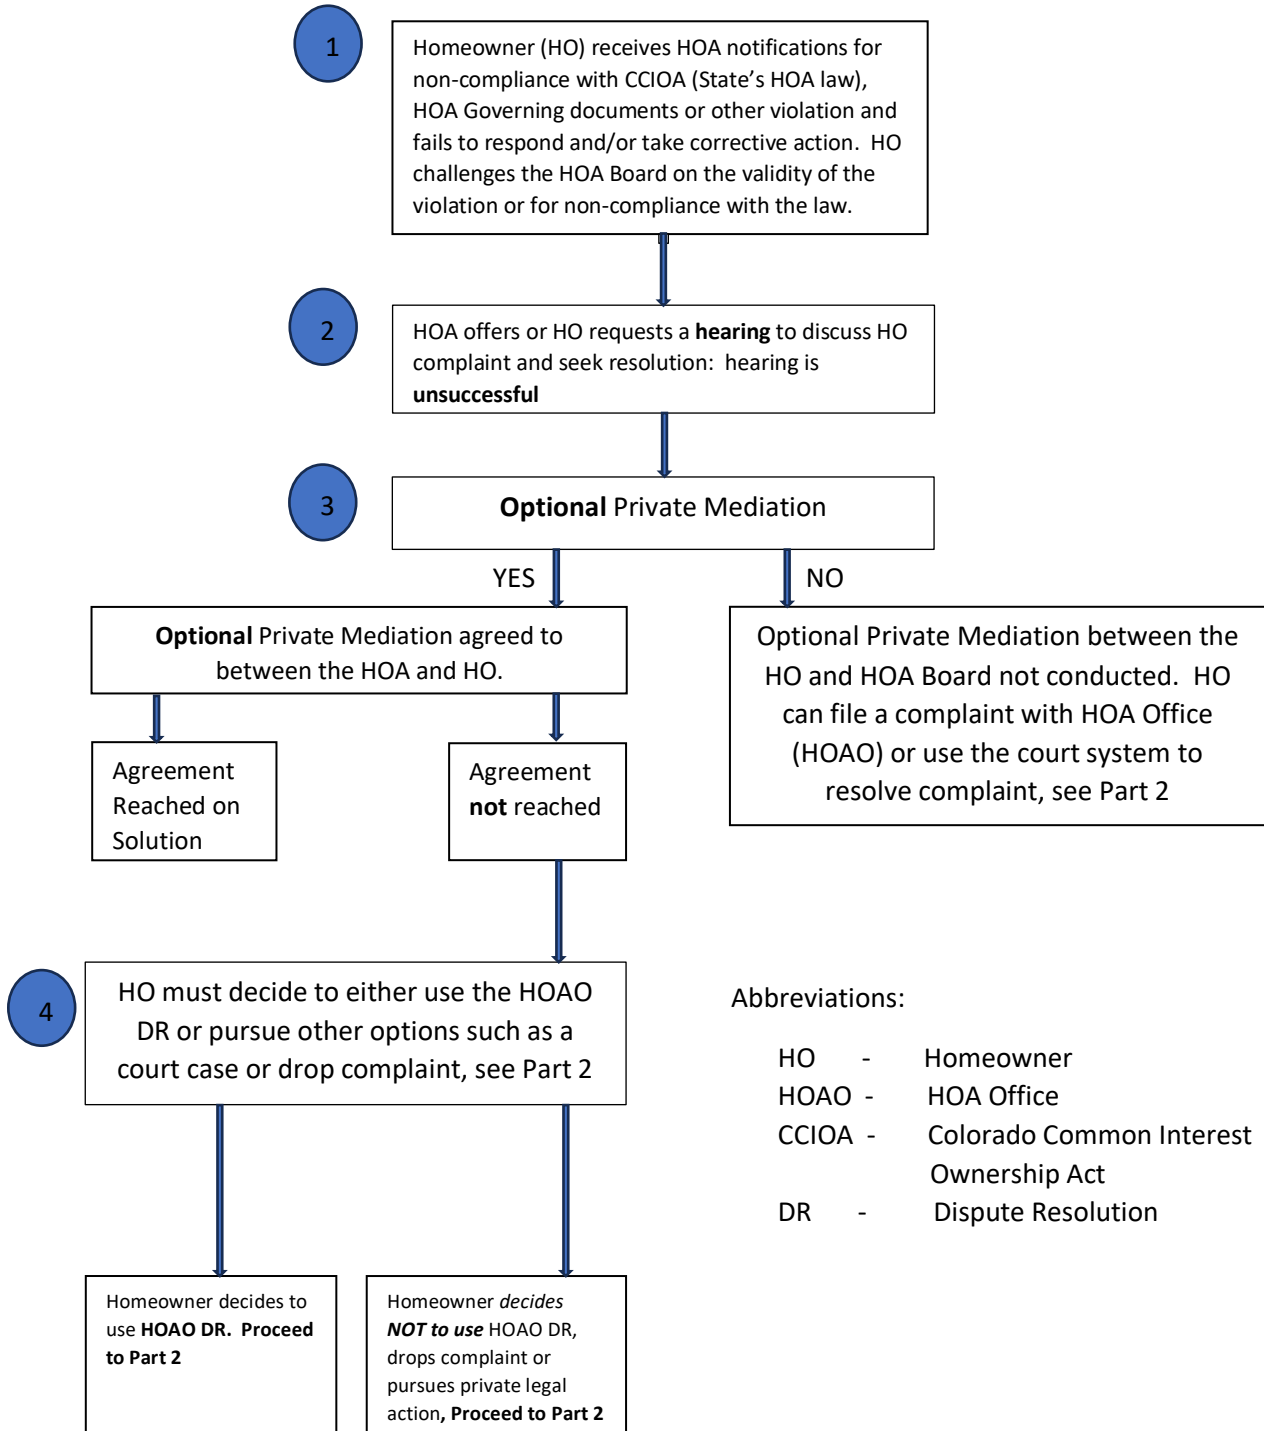 1
Homeowner (HO) receives HOA notifications for
non-compliance with CCIOA (State’s HOA law),
HOA Governing documents or other violation and
fails to respond and/or take corrective action.  HO
challenges the HOA Board on the validity of the
violation or for non-compliance with the law.
2
HOA offers or HO requests a hearing to discuss HO
complaint and seek resolution:  hearing is
unsuccessful
3
Optional Private Mediation
YES
NO
Optional Private Mediation agreed to
between the HOA and HO.
Optional Private Mediation between the
HO and HOA Board not conducted.  HO
can file a complaint with HOA Office
(HOAO) or use the court system to
resolve complaint, see Part 2
Agreement
Reached on
Solution
Agreement
not reached
4
HO must decide to either use the HOAO
DR or pursue other options such as a
court case or drop complaint, see Part 2
Abbreviations:
HO - Homeowner
HOAO - HOA Office
CCIOA - Colorado Common Interest
Ownership Act
DR - Dispute Resolution
Homeowner decides to
use HOAO DR.  Proceed
to Part 2
Homeowner decides
NOT to use HOAO DR,
drops complaint or
pursues private legal
action, Proceed to Part 2